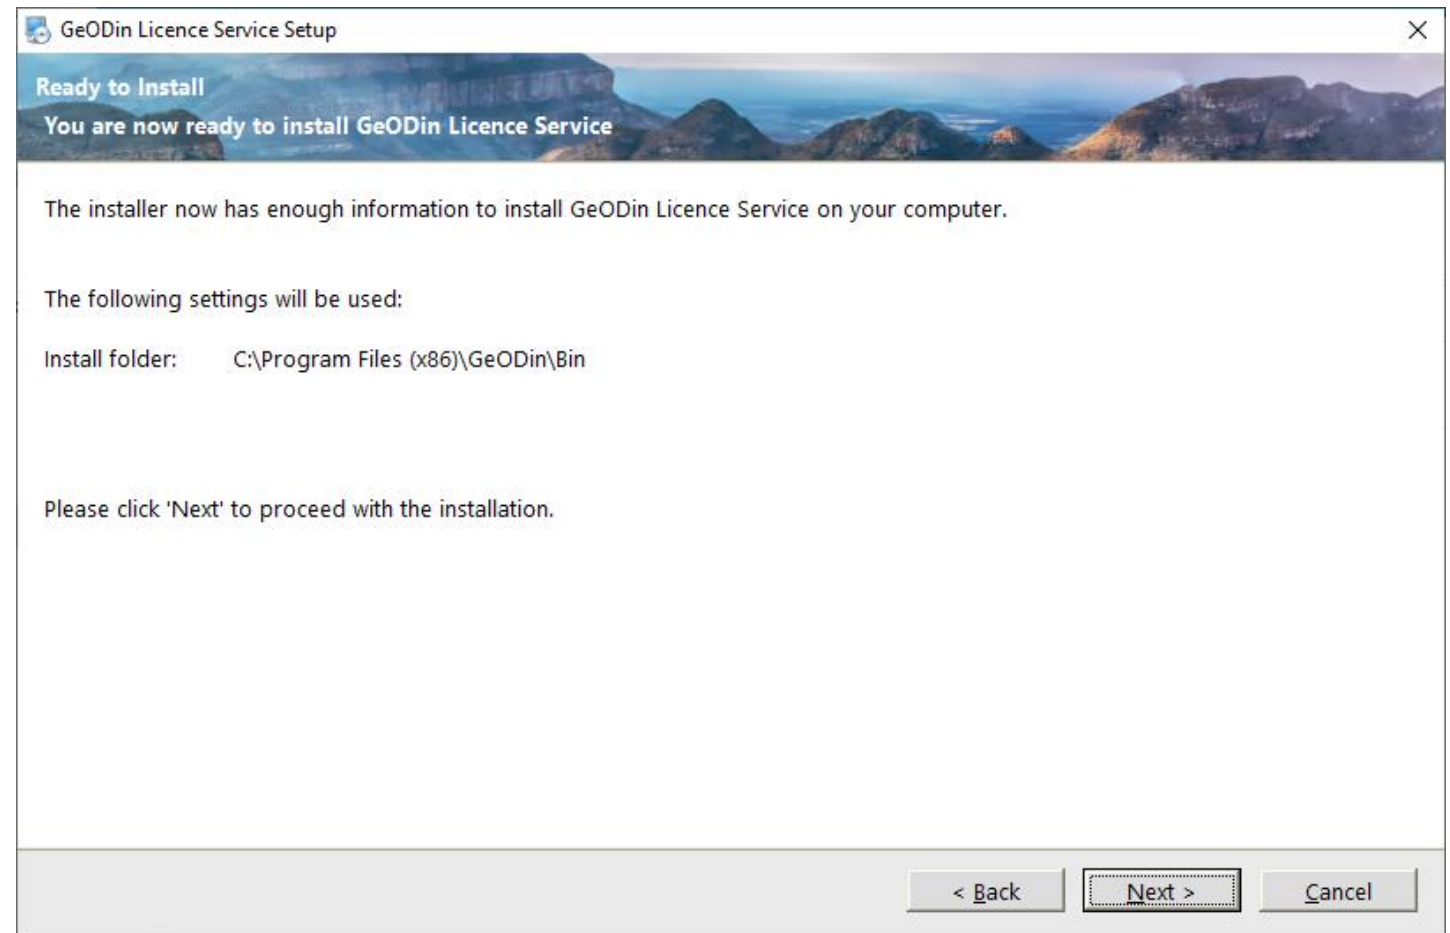 GeODin Licence Service Setup
Ready to Install
You are now ready to install GeODin Licence Service
The installer now has enough information to install GeODin Licence Service on your computer.
The following settings will be used:
Install folder: C:\Program Files (x86)\GeODin\Bin
Please click 'Next' to proceed with the installation.
< Back Next > Cancel